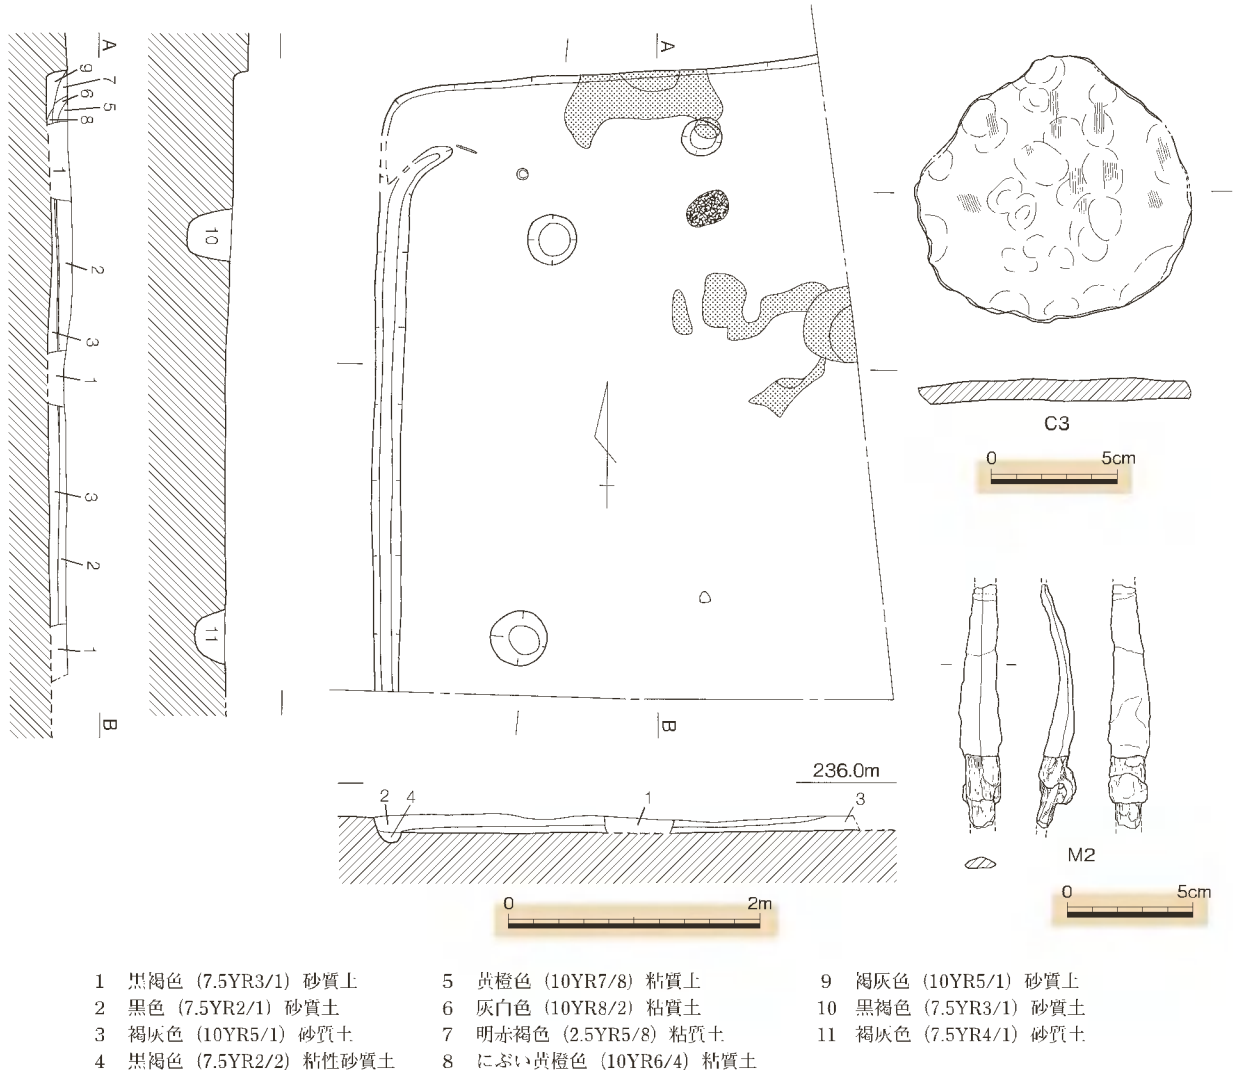 A
A
9
7
6
5
8
1
10
2
3
1
3
2
11
1
B
B
C3
0 5cm
236.0m
2 4 1 3
M2
0 5cm
0 2m
1 黒褐色 (7.5YR3/1) 砂質土
2 黒色 (7.5YR2/1) 砂質土
3 褐灰色 (10YR5/1) 砂質土
4 黒褐色 (7.5YR2/2) 粘性砂質土
5 黄橙色 (10YR7/8) 粘質土
6 灰白色 (10YR8/2) 粘質土
7 明赤褐色 (2.5YR5/8) 粘質土
8 にぶい黄橙色 (10YR6/4) 粘質土
9 褐灰色 (10YR5/1) 砂質土
10 黒褐色 (7.5YR3/1) 砂質土
11 褐灰色 (7.5YR4/1) 砂質土